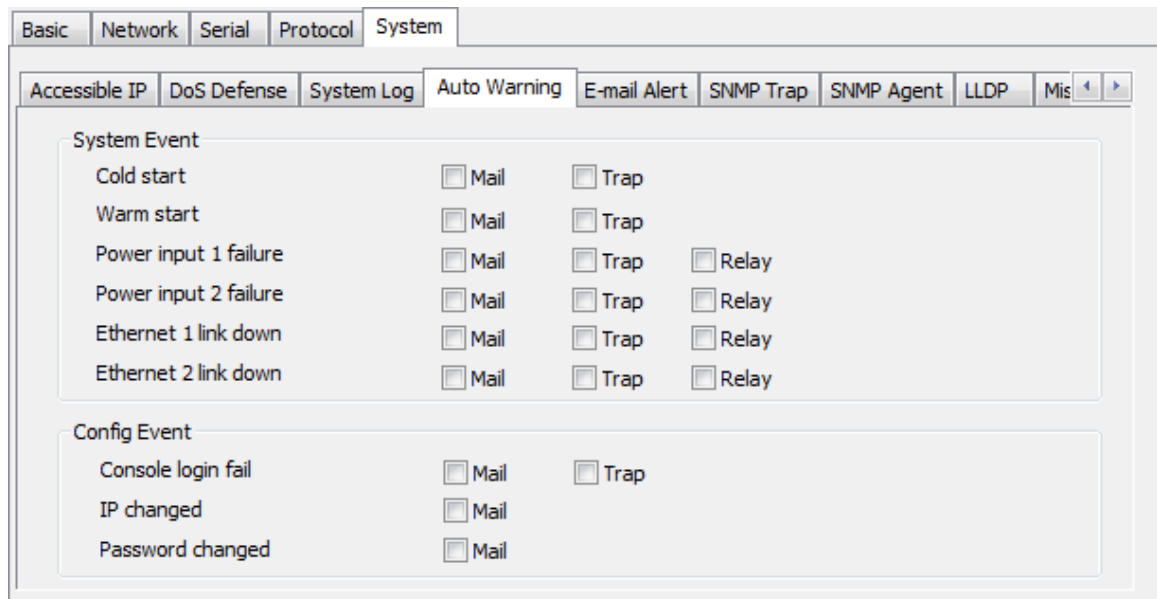 Basic Network Serial Protocol System
Accessible IP DoS Defense System Log Auto Warning E-mail Alert SNMP Trap SNMP Agent LLDP Mis
System Event
Cold start Mail Trap
Warm start Mail Trap
Power input 1 failure Mail Trap Relay
Power input 2 failure Mail Trap Relay
Ethernet 1 link down Mail Trap Relay
Ethernet 2 link down Mail Trap Relay
Config Event
Console login fail Mail Trap
IP changed Mail
Password changed Mail